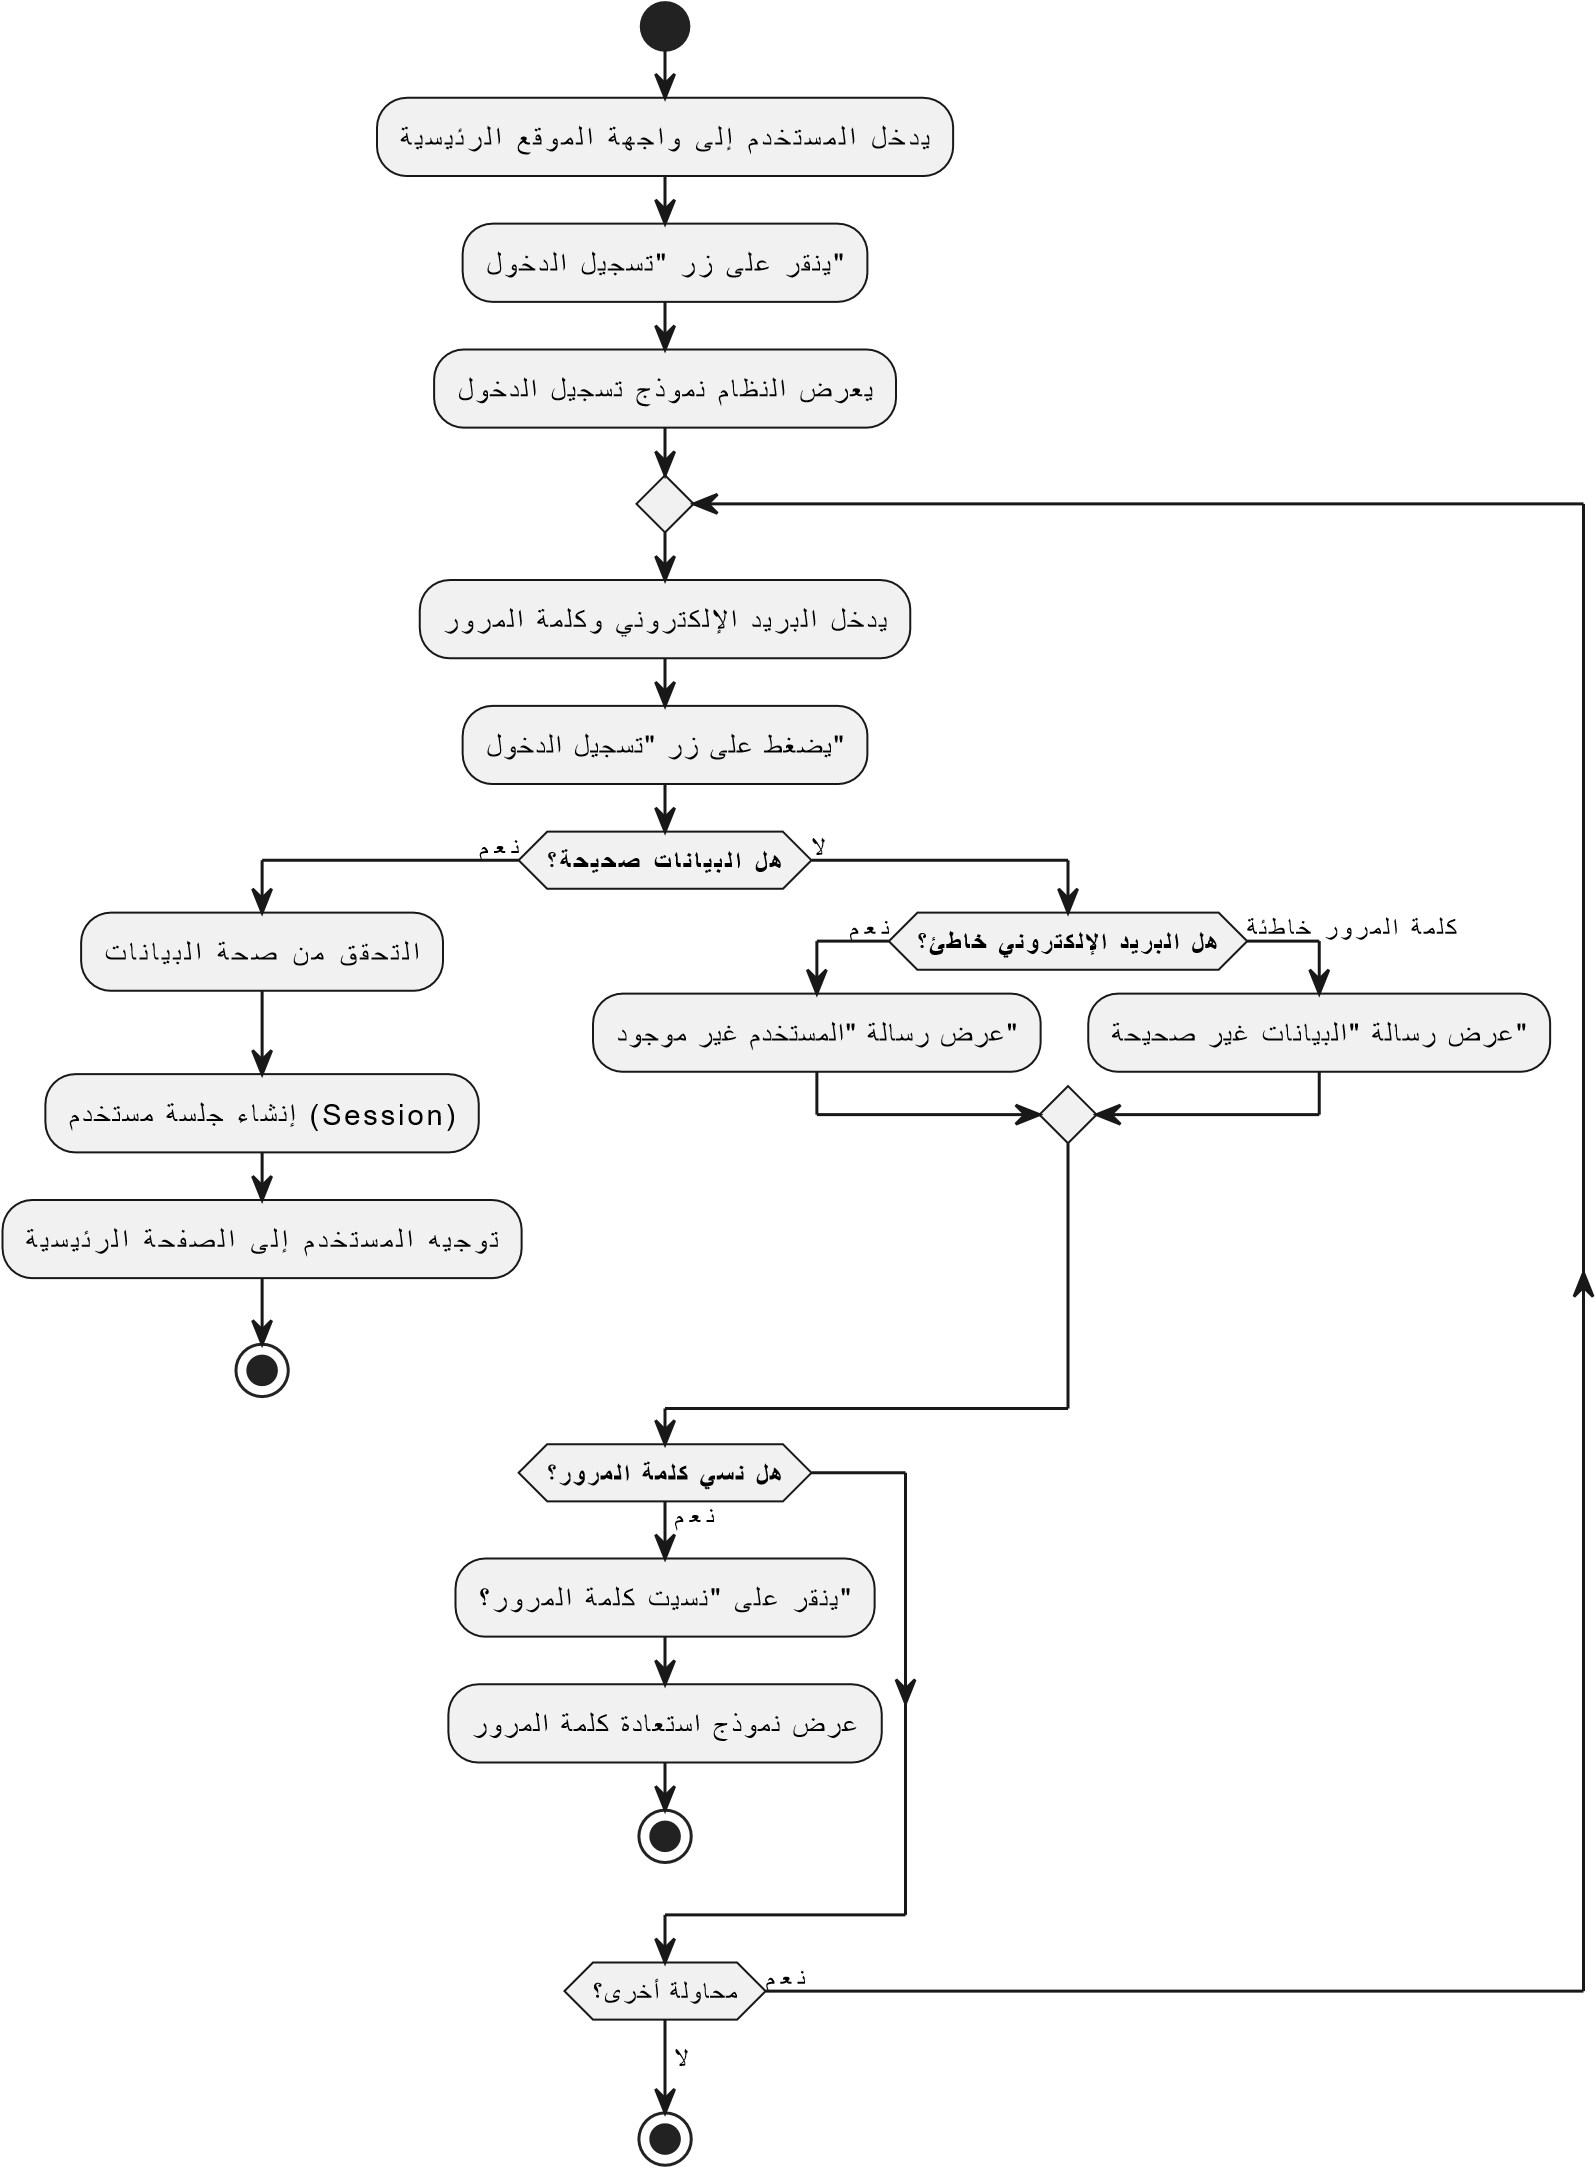 يدخل المستخدم إلى واجهة الموقع الرئيسية
ينقر على زر "تسجيل الدخول"
يعرض النظام نموذج تسجيل الدخول
يدخل البريد الإلكتروني وكلمة المرور
يضغط على زر "تسجيل الدخول"
هل البيانات صحيحة؟
نعم
لا
التحقق من صحة البيانات
إنشاء جلسة مستخدم (Session)
توجيه المستخدم إلى الصفحة الرئيسية
هل البريد الإلكتروني خاطئ؟
نعم
كلمة المرور خاطئة
عرض رسالة "المستخدم غير موجود"
عرض رسالة "البيانات غير صحيحة"
هل نسي كلمة المرور؟
نعم
ينقر على "نسيت كلمة المرور؟"
عرض نموذج استعادة كلمة المرور
محاولة أخرى؟
نعم
لا